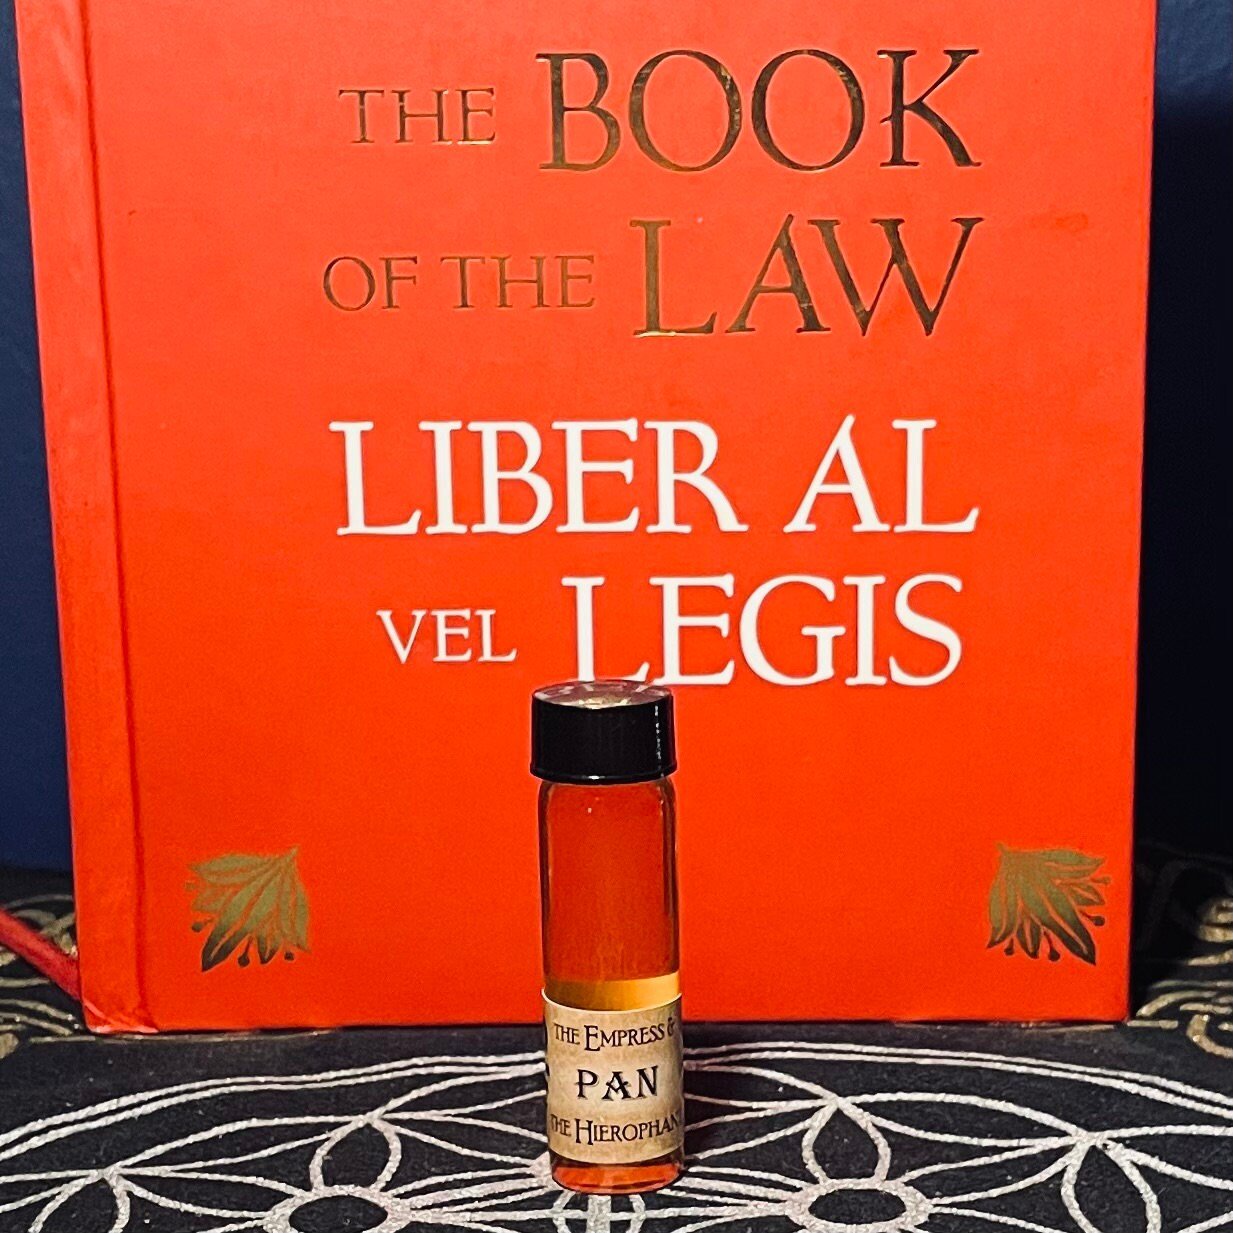 THE BOOK
OF THE LAW
LIBER AL
VEL LEGIS
THE EMPRESS &
PAN
THE HIEROPHAN